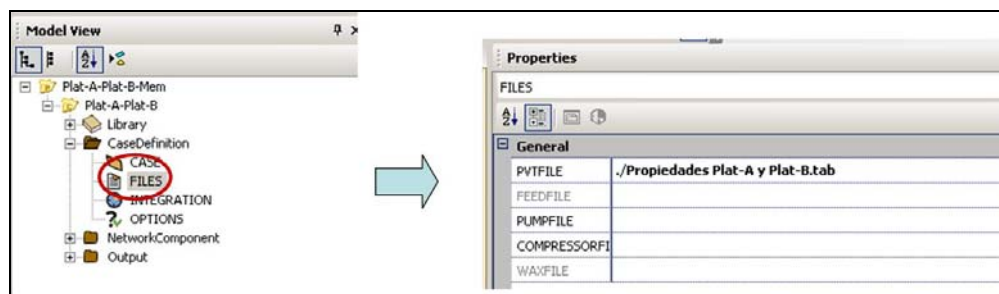 Model View
Plat-A-Plat-B-Mem
Plat-A-Plat-B
Library
CaseDefinition
CASE
FILES
INTEGRATION
OPTIONS
NetworkComponent
Output
Properties
FILES
General
PVTFILE ./Propiedades Plat-A y Plat-B.tab
FEEDFILE
PUMPFILE
COMPRESSORFI
WAXFILE